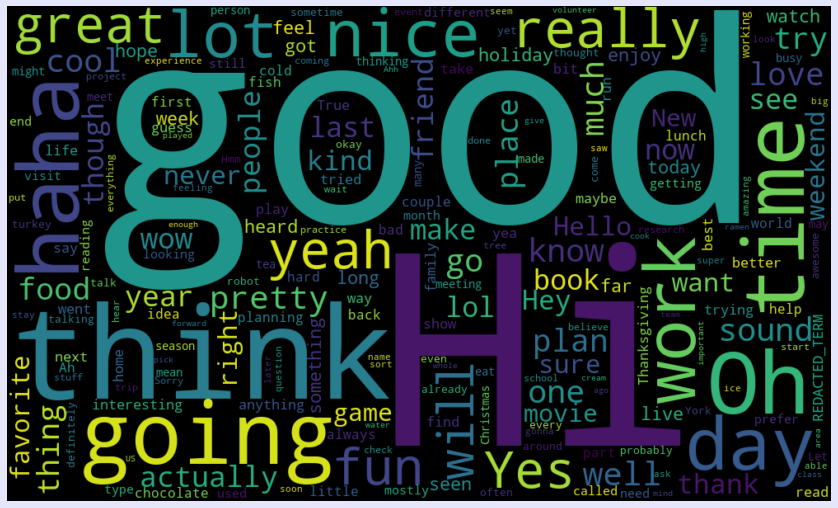 great
lot
nice
really
person
sometime
feel
got
hope
cool
experience
still
might
project
end
meet
life
though
visit
put
everything
turkey
say
reading
haha
good
first
week
guess
played
cold
fish
people
Hmm
never
feeling
True
last
okay
kind
tried
wait
thinking
coming
Ahh
holiday
event
different
seem
yet
thought
volunteer
take
bit
enjoy
friend
many
done
give
place
made
run
much
saw
come
maybe
high
working
look
watch
try
busy
love
big
see
New
lunch
now
today
getting
amazing
weekend
time
wow
looking
enough
play
heard
practice
tea
hard
robot
long
yeah
couple
month
bad
yea
make
family
go
tree
meeting
Hello
research
cook
know
book
far
best
super
ramen
world
may
awesome
better
want
work
food
talk
year
pretty
stay
went
talking
idea
planning
way
back
lol
show
Hey
plan
believe
sure
Thanksgiving
trying
help
sound
important
start
REDACTED_TERM
think
hear
forward
right
season
home
pick
mean
Sorry
trip
next
Ah
stuff
name
sort
question
later
something
Hi
even
whole
already
eat
Christmas
find
school
cream
ago
one
movie
every
gonna
around
live
team
ice
York
prefer
Oh
area
favorite
thing
definitely
interesting
anything
game
water
always
going
us
actually
type
chocolate
used
soon
little
fun
check
mostly
seen
will
often
Yes
part
probably
called
well
need
ask
mind
day
thank
Let
able
class
read